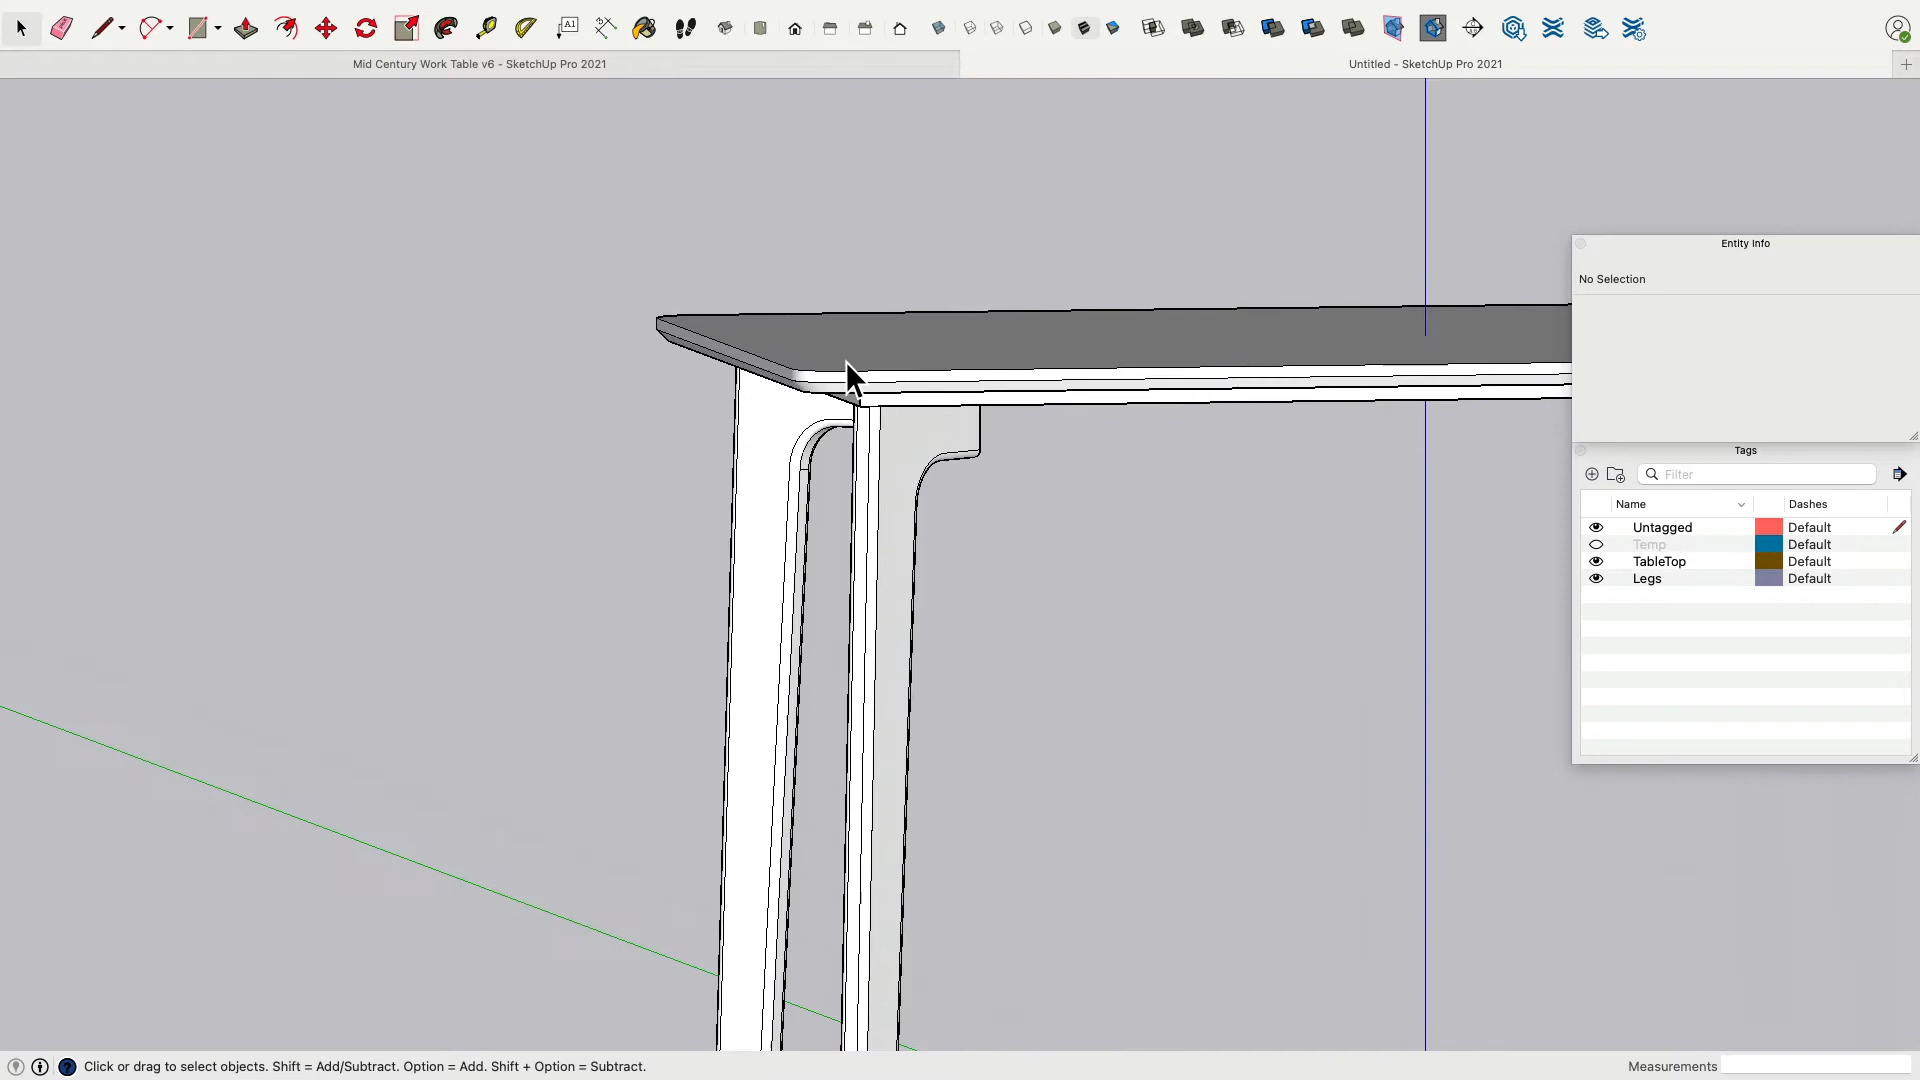 A1
Mid Century Work Table v6 - SketchUp Pro 2021
Untitled - SketchUp Pro 2021
Entity Info
No Selection
Tags
Filter
Name Dashes
Untagged Default
Temp Default
TableTop Default
Legs Default
Click or drag to select objects. Shift = Add/Subtract. Option = Add. Shift + Option = Subtract.
Measurements